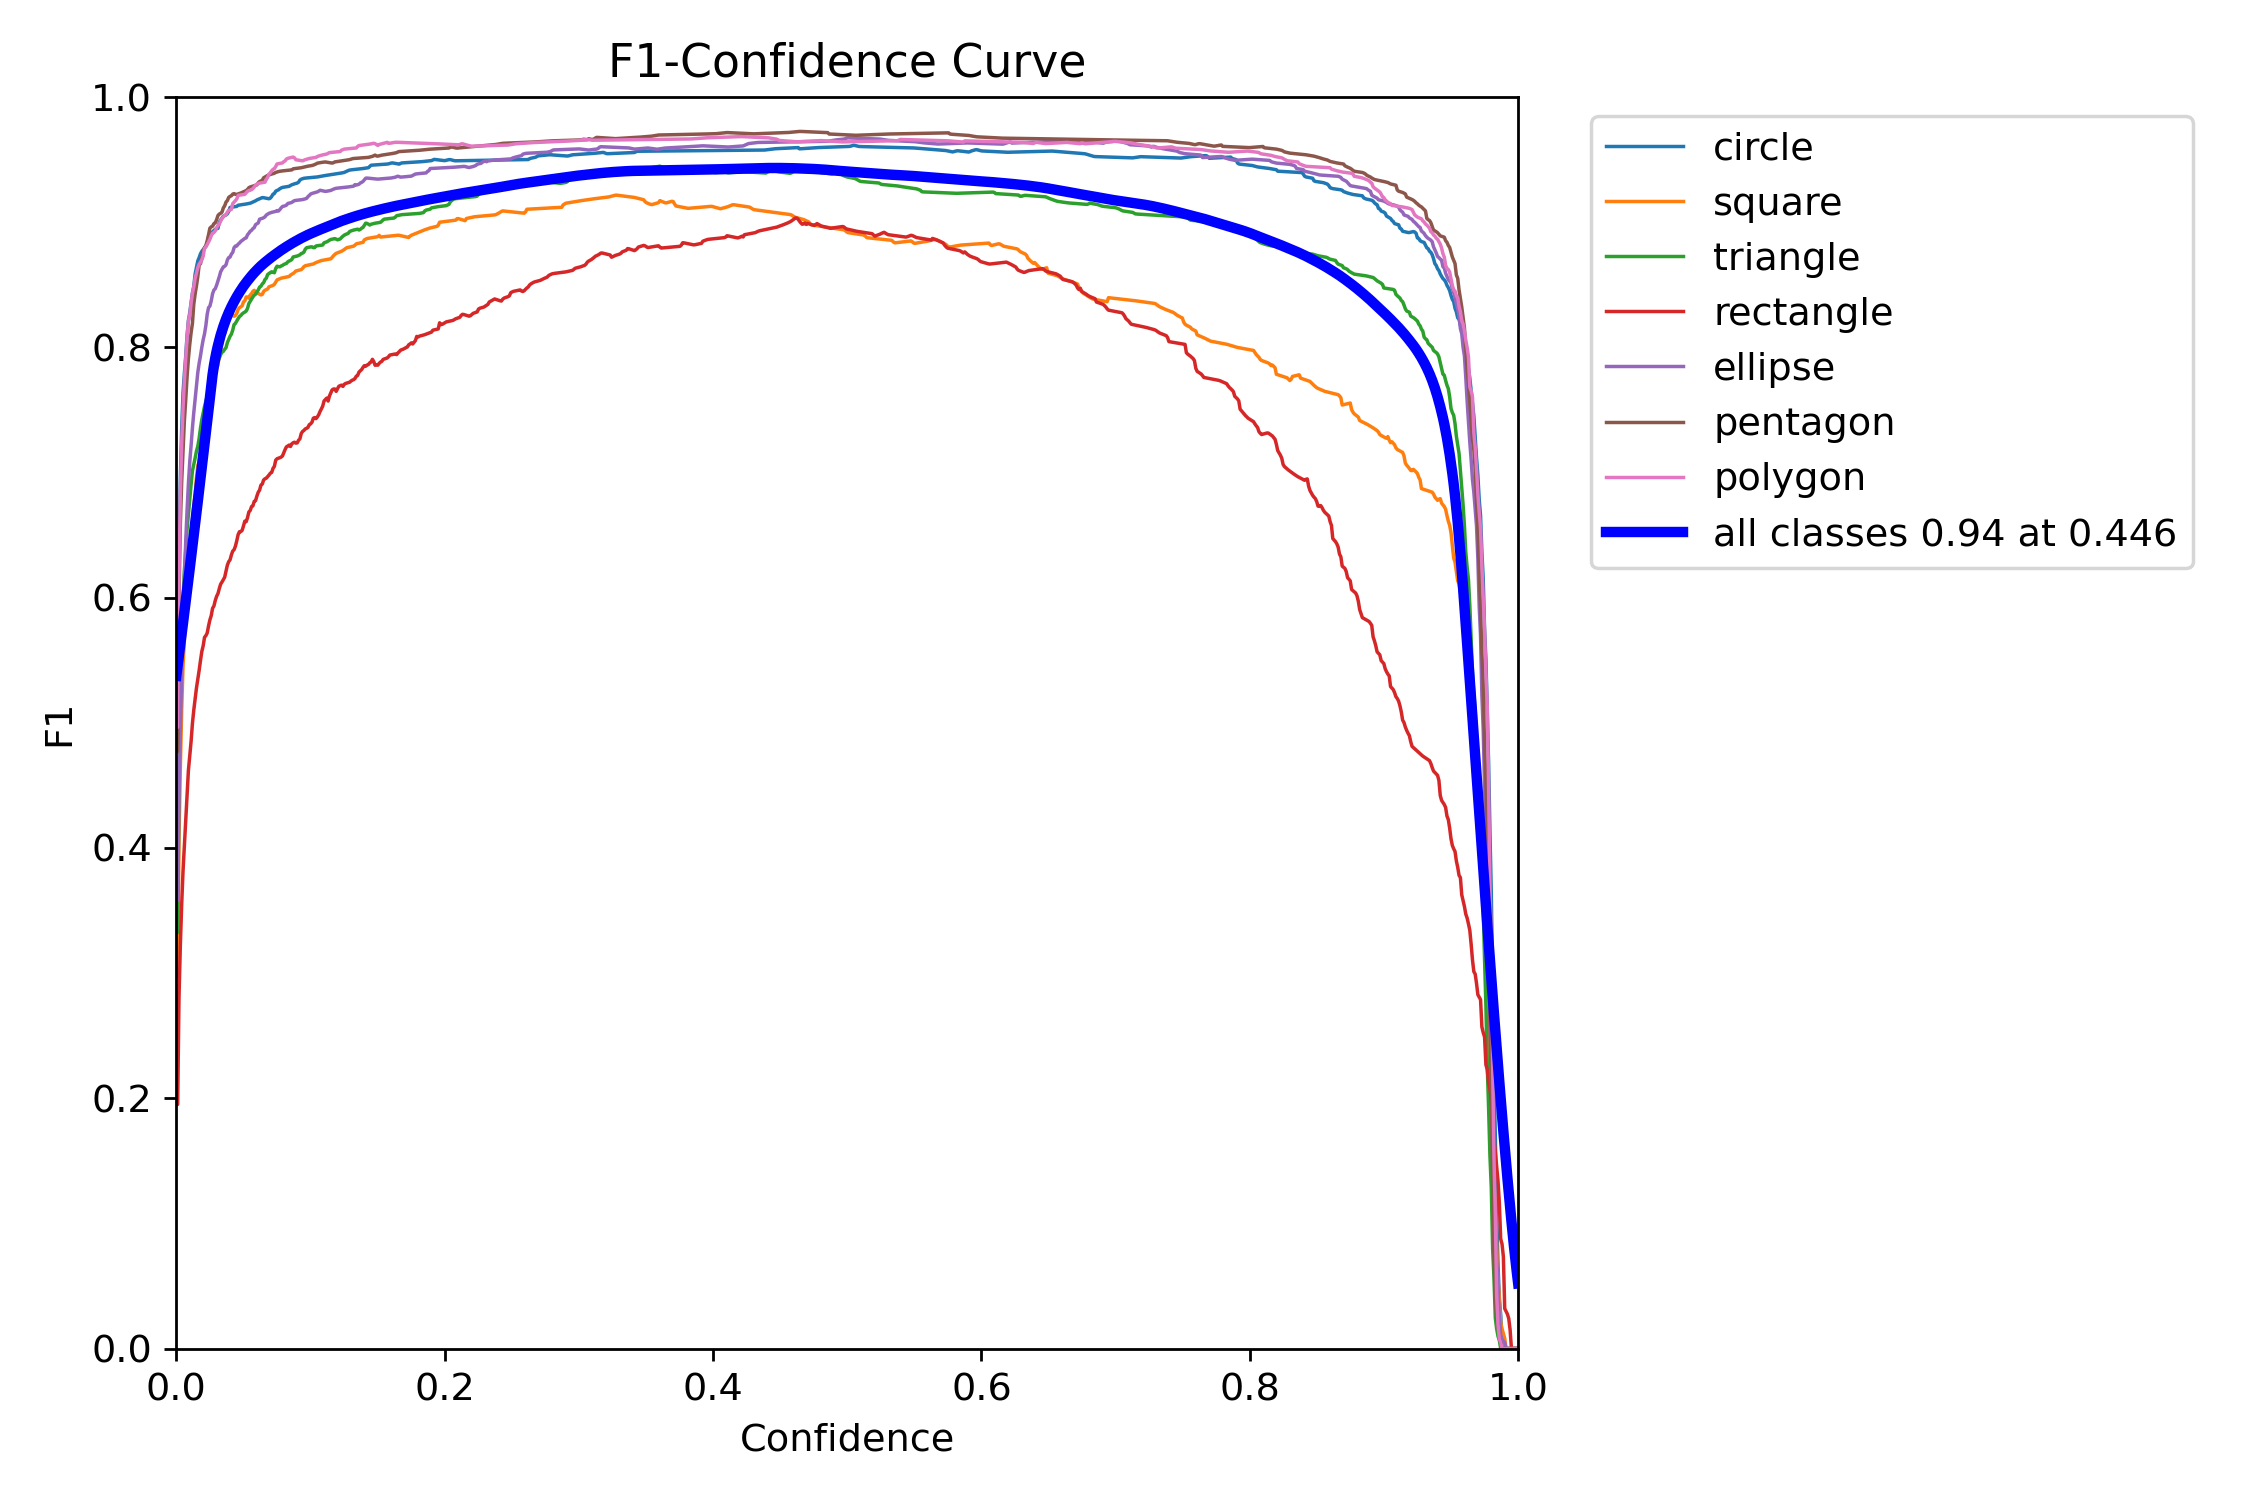 F1-Confidence Curve
1.0
0.8
0.6
0.4
0.2
0.0
F1
0.0 0.2 0.4 0.6 0.8 1.0
Confidence
circle
square
triangle
rectangle
ellipse
pentagon
polygon
all classes 0.94 at 0.446